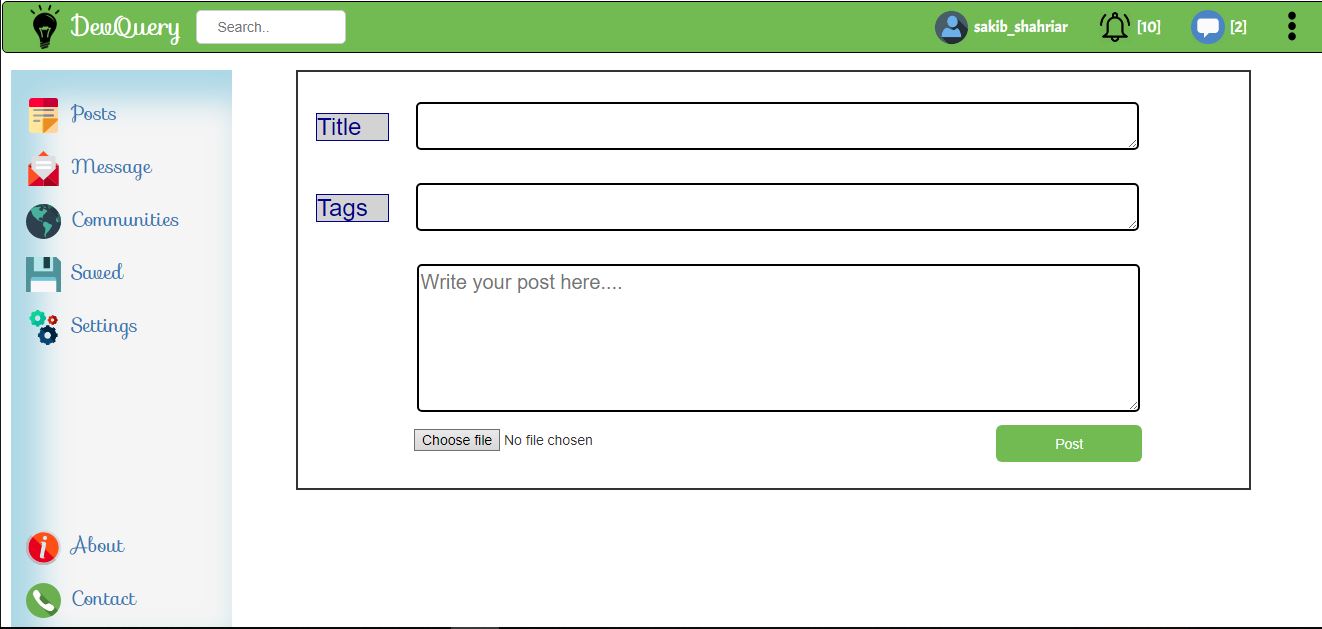 DevQuery
Search..
sakib_shahriar
[10]
[2]
Posts
Message
Communities
Saved
Settings
About
Contact
Title
Tags
Write your post here....
Choose file No file chosen
Post